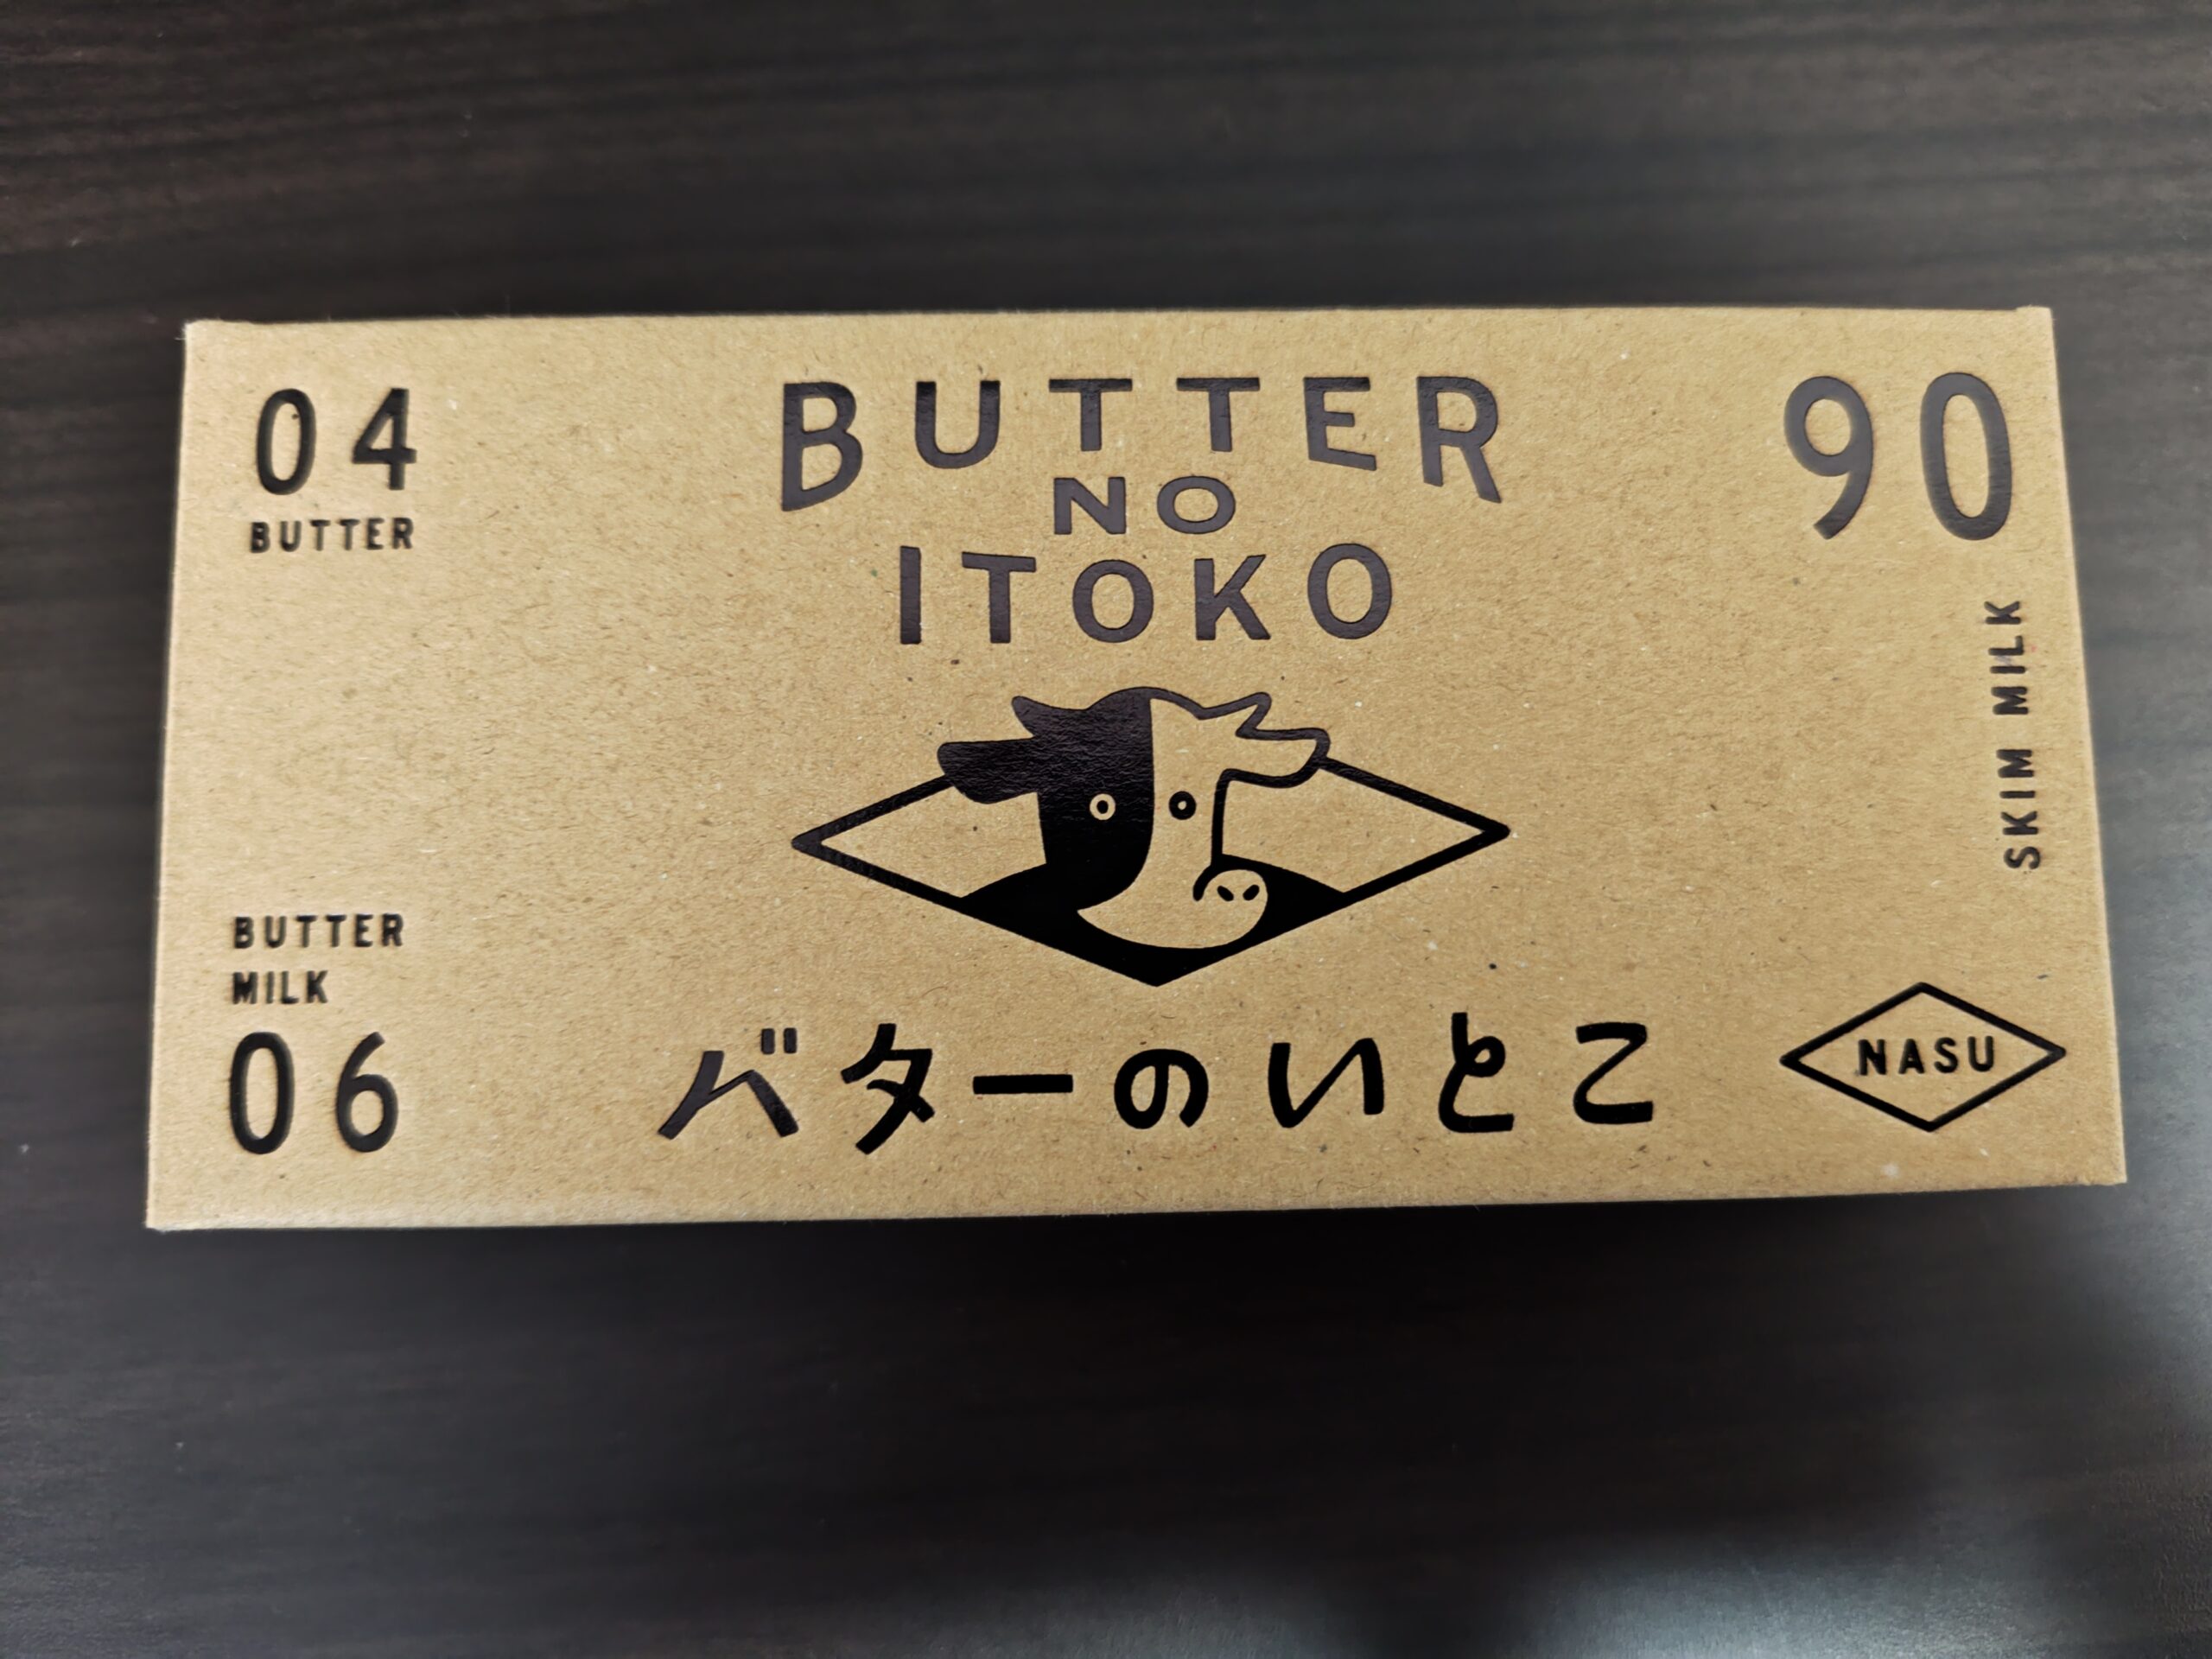 04
BUTTER
BUTTER
NO
ITOKO
90
SKIM MILK
BUTTER
MILK
06
バターのいとこ
NASU